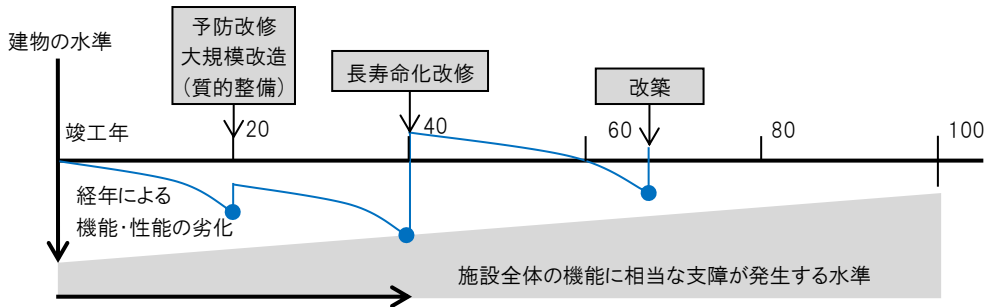 建物の水準
予防改修
大規模改造
（質的整備）
長寿命化改修
改築
竣工年
20
40
60
80
100
経年による
機能・性能の劣化
施設全体の機能に相当な支障が発生する水準